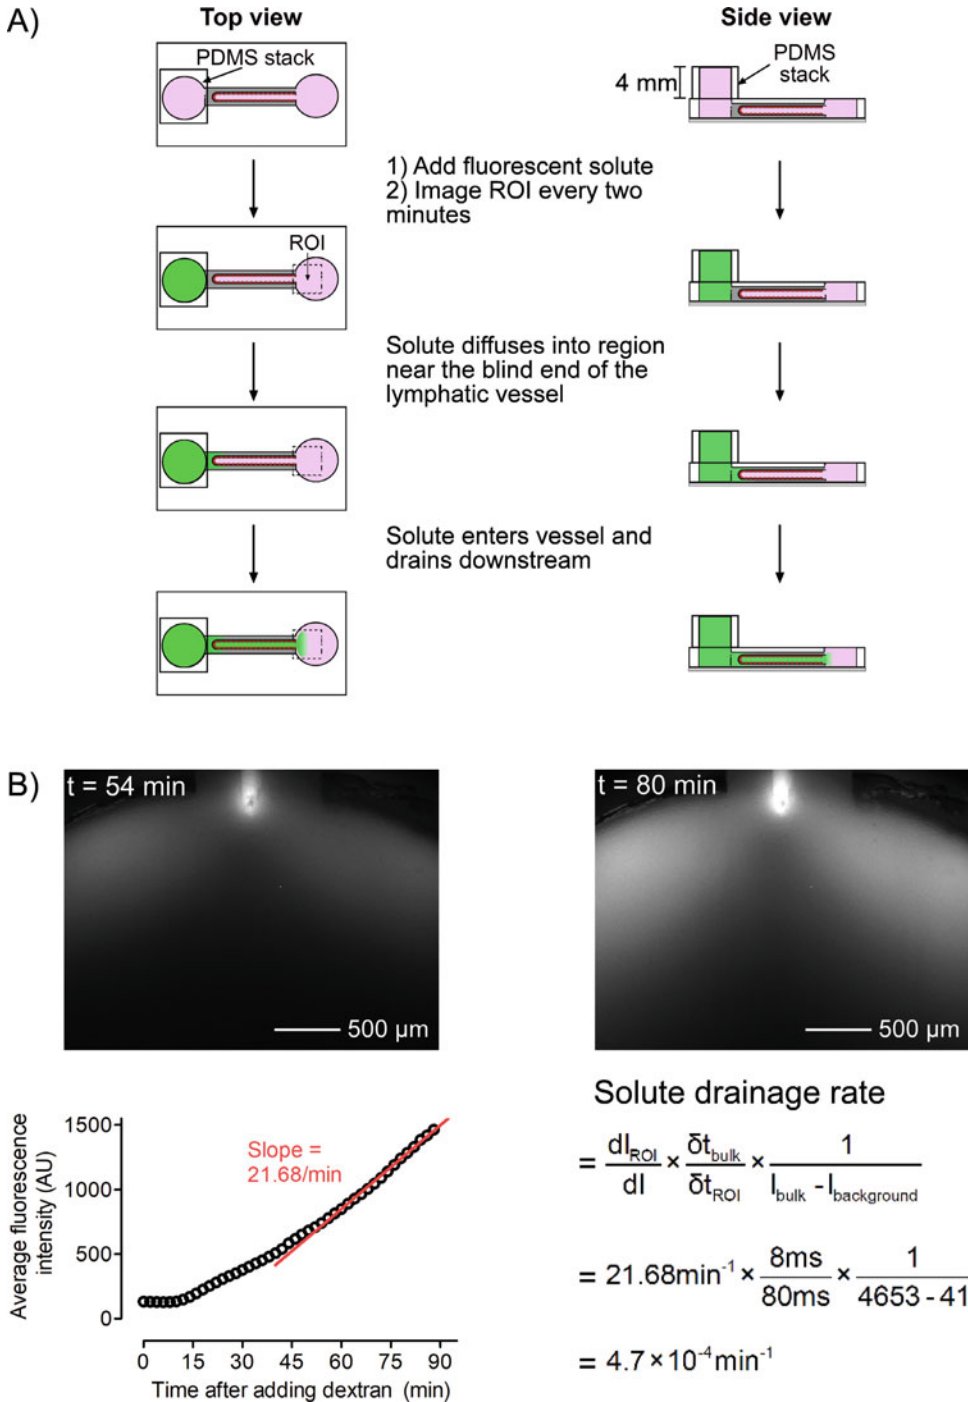 A)
Top view
Side view
PDMS stack
PDMS
stack
4 mm
1) Add fluorescent solute
2) Image ROI every two
minutes
ROI
Solute diffuses into region
near the blind end of the
lymphatic vessel
Solute enters vessel and
drains downstream
B)
t = 54 min
500 µm
t = 80 min
500 µm
Average fluorescence
intensity (AU)
1500
1000
500
0
Slope =
21.68/min
0 15 30 45 60 75 90
Time after adding dextran (min)
Solute drainage rate
= dI_ROI/dI × δt_bulk/δt_ROI × 1/(I_bulk - I_background)
= 21.68min⁻¹ × 8ms/80ms × 1/(4653 - 41
= 4.7 × 10⁻⁴ min⁻¹